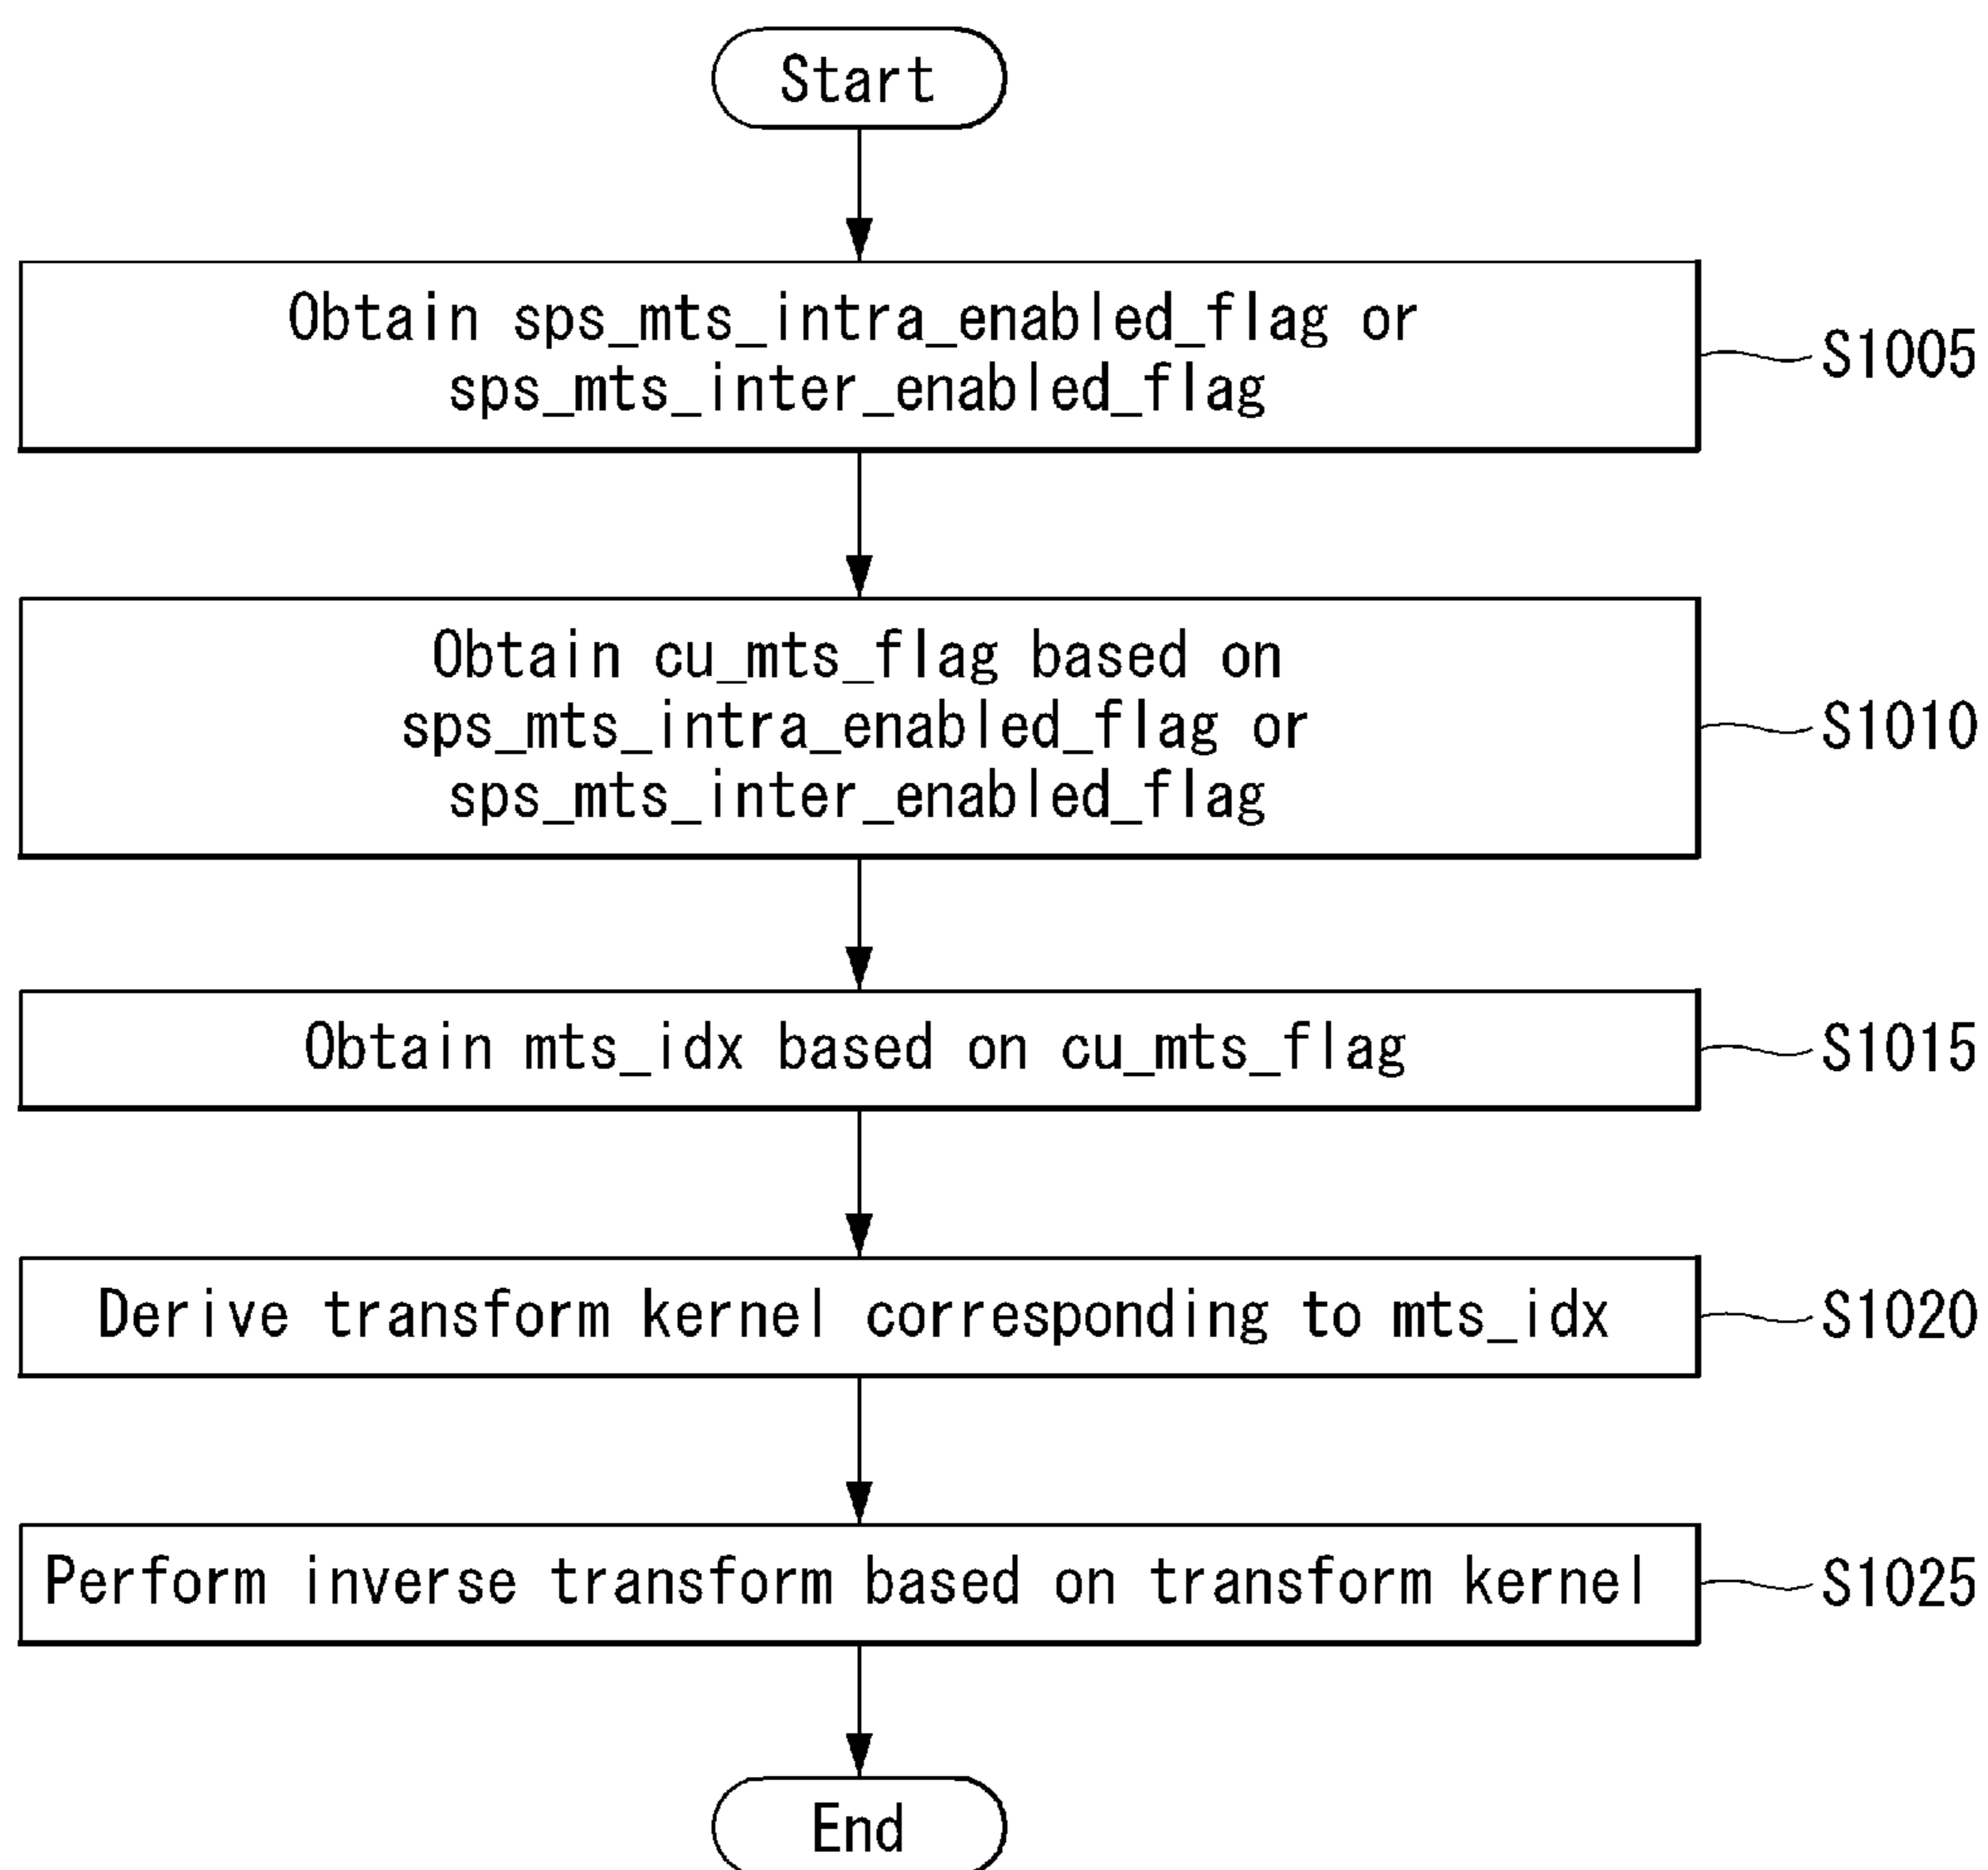 Start
Obtain sps_mts_intra_enabled_flag or
sps_mts_inter_enabled_flag
S1005
Obtain cu_mts_flag based on
sps_mts_intra_enabled_flag or
sps_mts_inter_enabled_flag
S1010
Obtain mts_idx based on cu_mts_flag
S1015
Derive transform kernel corresponding to mts_idx
S1020
Perform inverse transform based on transform kernel
S1025
End